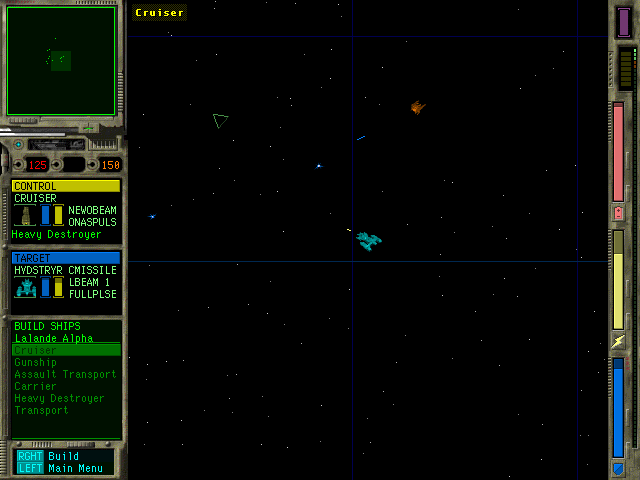 Cruiser
125 150
CONTROL
CRUISER
NEWOBEAM
ONASPULS
Heavy Destroyer
TARGET
HVDSTRYR CMISSILE
LBEAM 1
FULLPLSE
BUILD SHIPS
Lalande Alpha
Cruiser
Gunship
Assault Transport
Carrier
Heavy Destroyer
Transport
RGHT Build
LEFT Main Menu